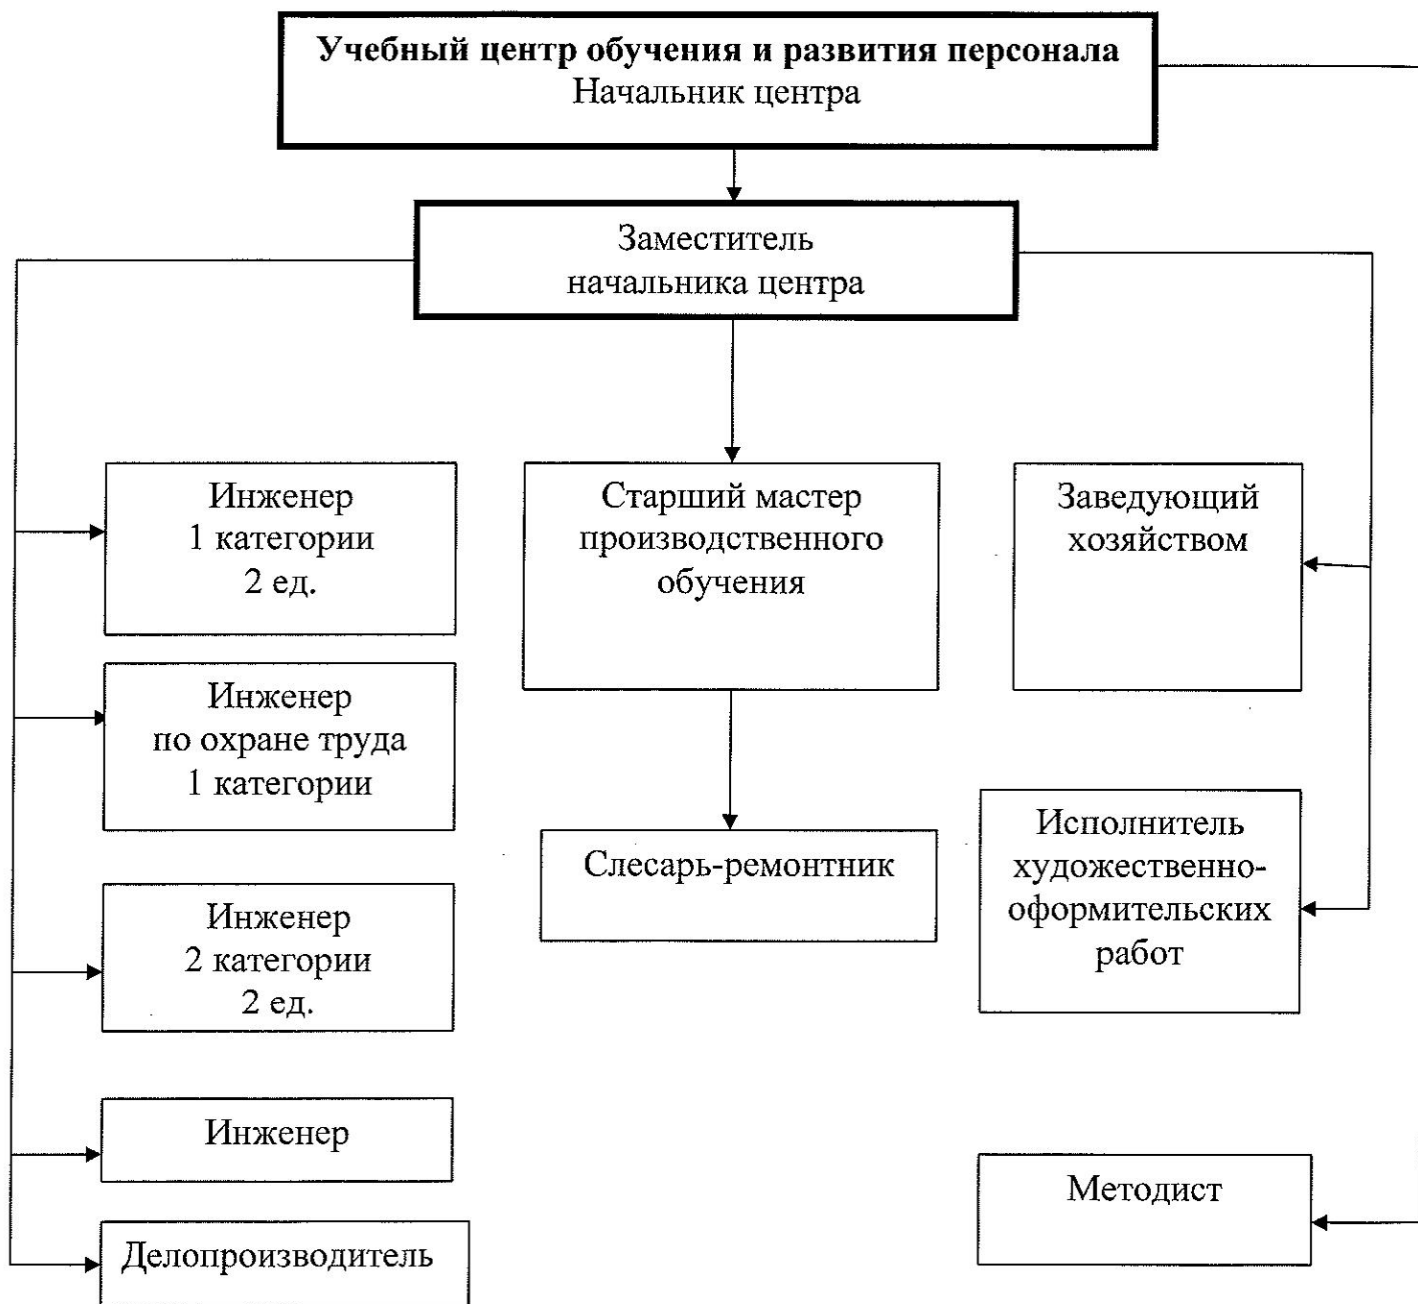 Учебный центр обучения и развития персонала
Начальник центра
Заместитель
начальника центра
Инженер
1 категории
2 ед.
Инженер
по охране труда
1 категории
Инженер
2 категории
2 ед.
Инженер
Делопроизводитель
Старший мастер
производственного
обучения
Слесарь-ремонтник
Заведующий
хозяйством
Исполнитель
художественно-
оформительских
работ
Методист